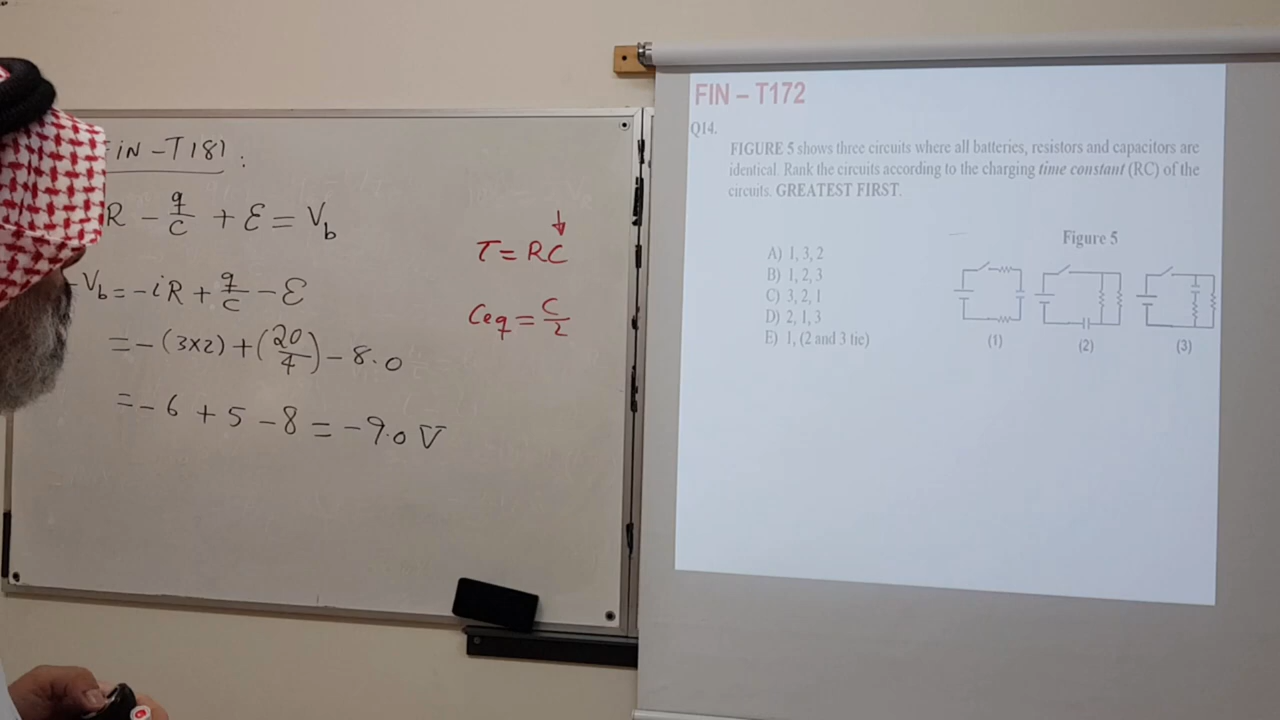 FIN - T181 :
R - q/C + ℰ = V_b
-V_b = -iR + q/C - ℰ
= -(3×2) + (20/4) - 8.0
= -6 + 5 - 8 = -9.0 V
τ = RC
Ceq = C/2
FIN – T172
Q14.
FIGURE 5 shows three circuits where all batteries, resistors and capacitors are
identical. Rank the circuits according to the charging time constant (RC) of the
circuits. GREATEST FIRST.
Figure 5
A) 1, 3, 2
B) 1, 2, 3
C) 3, 2, 1
D) 2, 1, 3
E) 1, (2 and 3 tie)
(1) (2) (3)